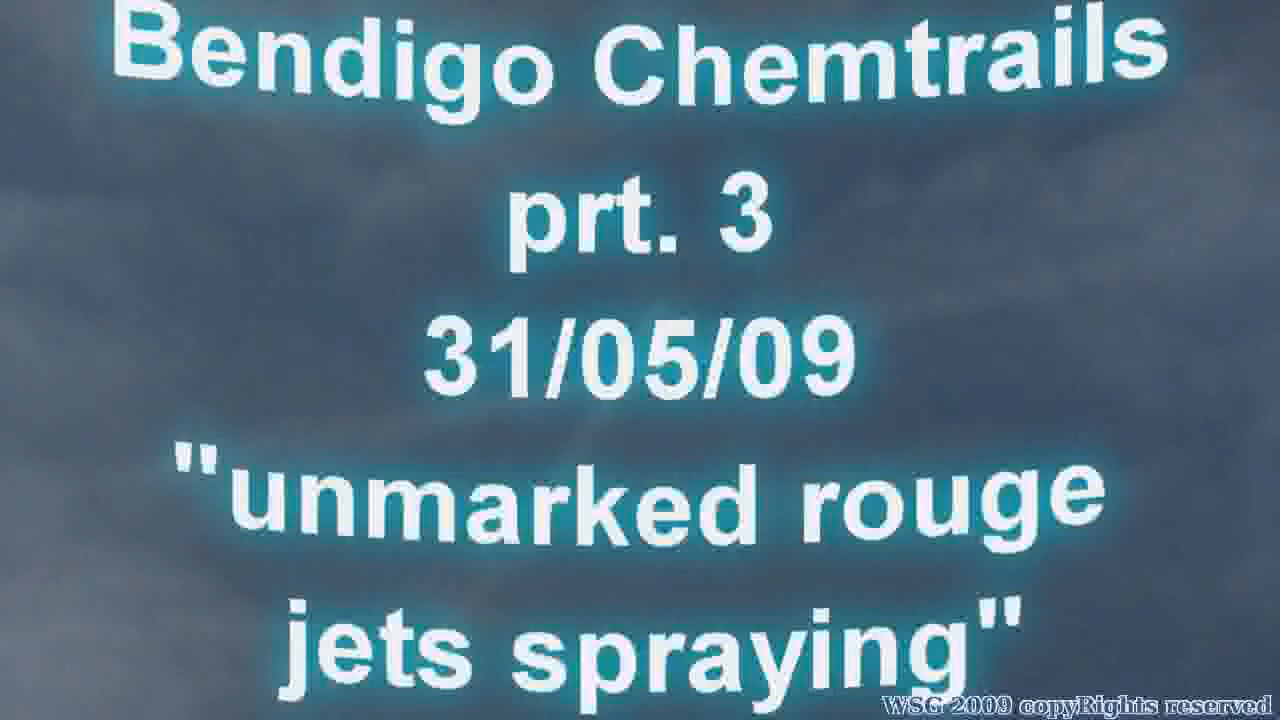 Bendigo Chemtrails
prt. 3
31/05/09
"unmarked rouge
jets spraying"
WSG 2009 copyRights reserved